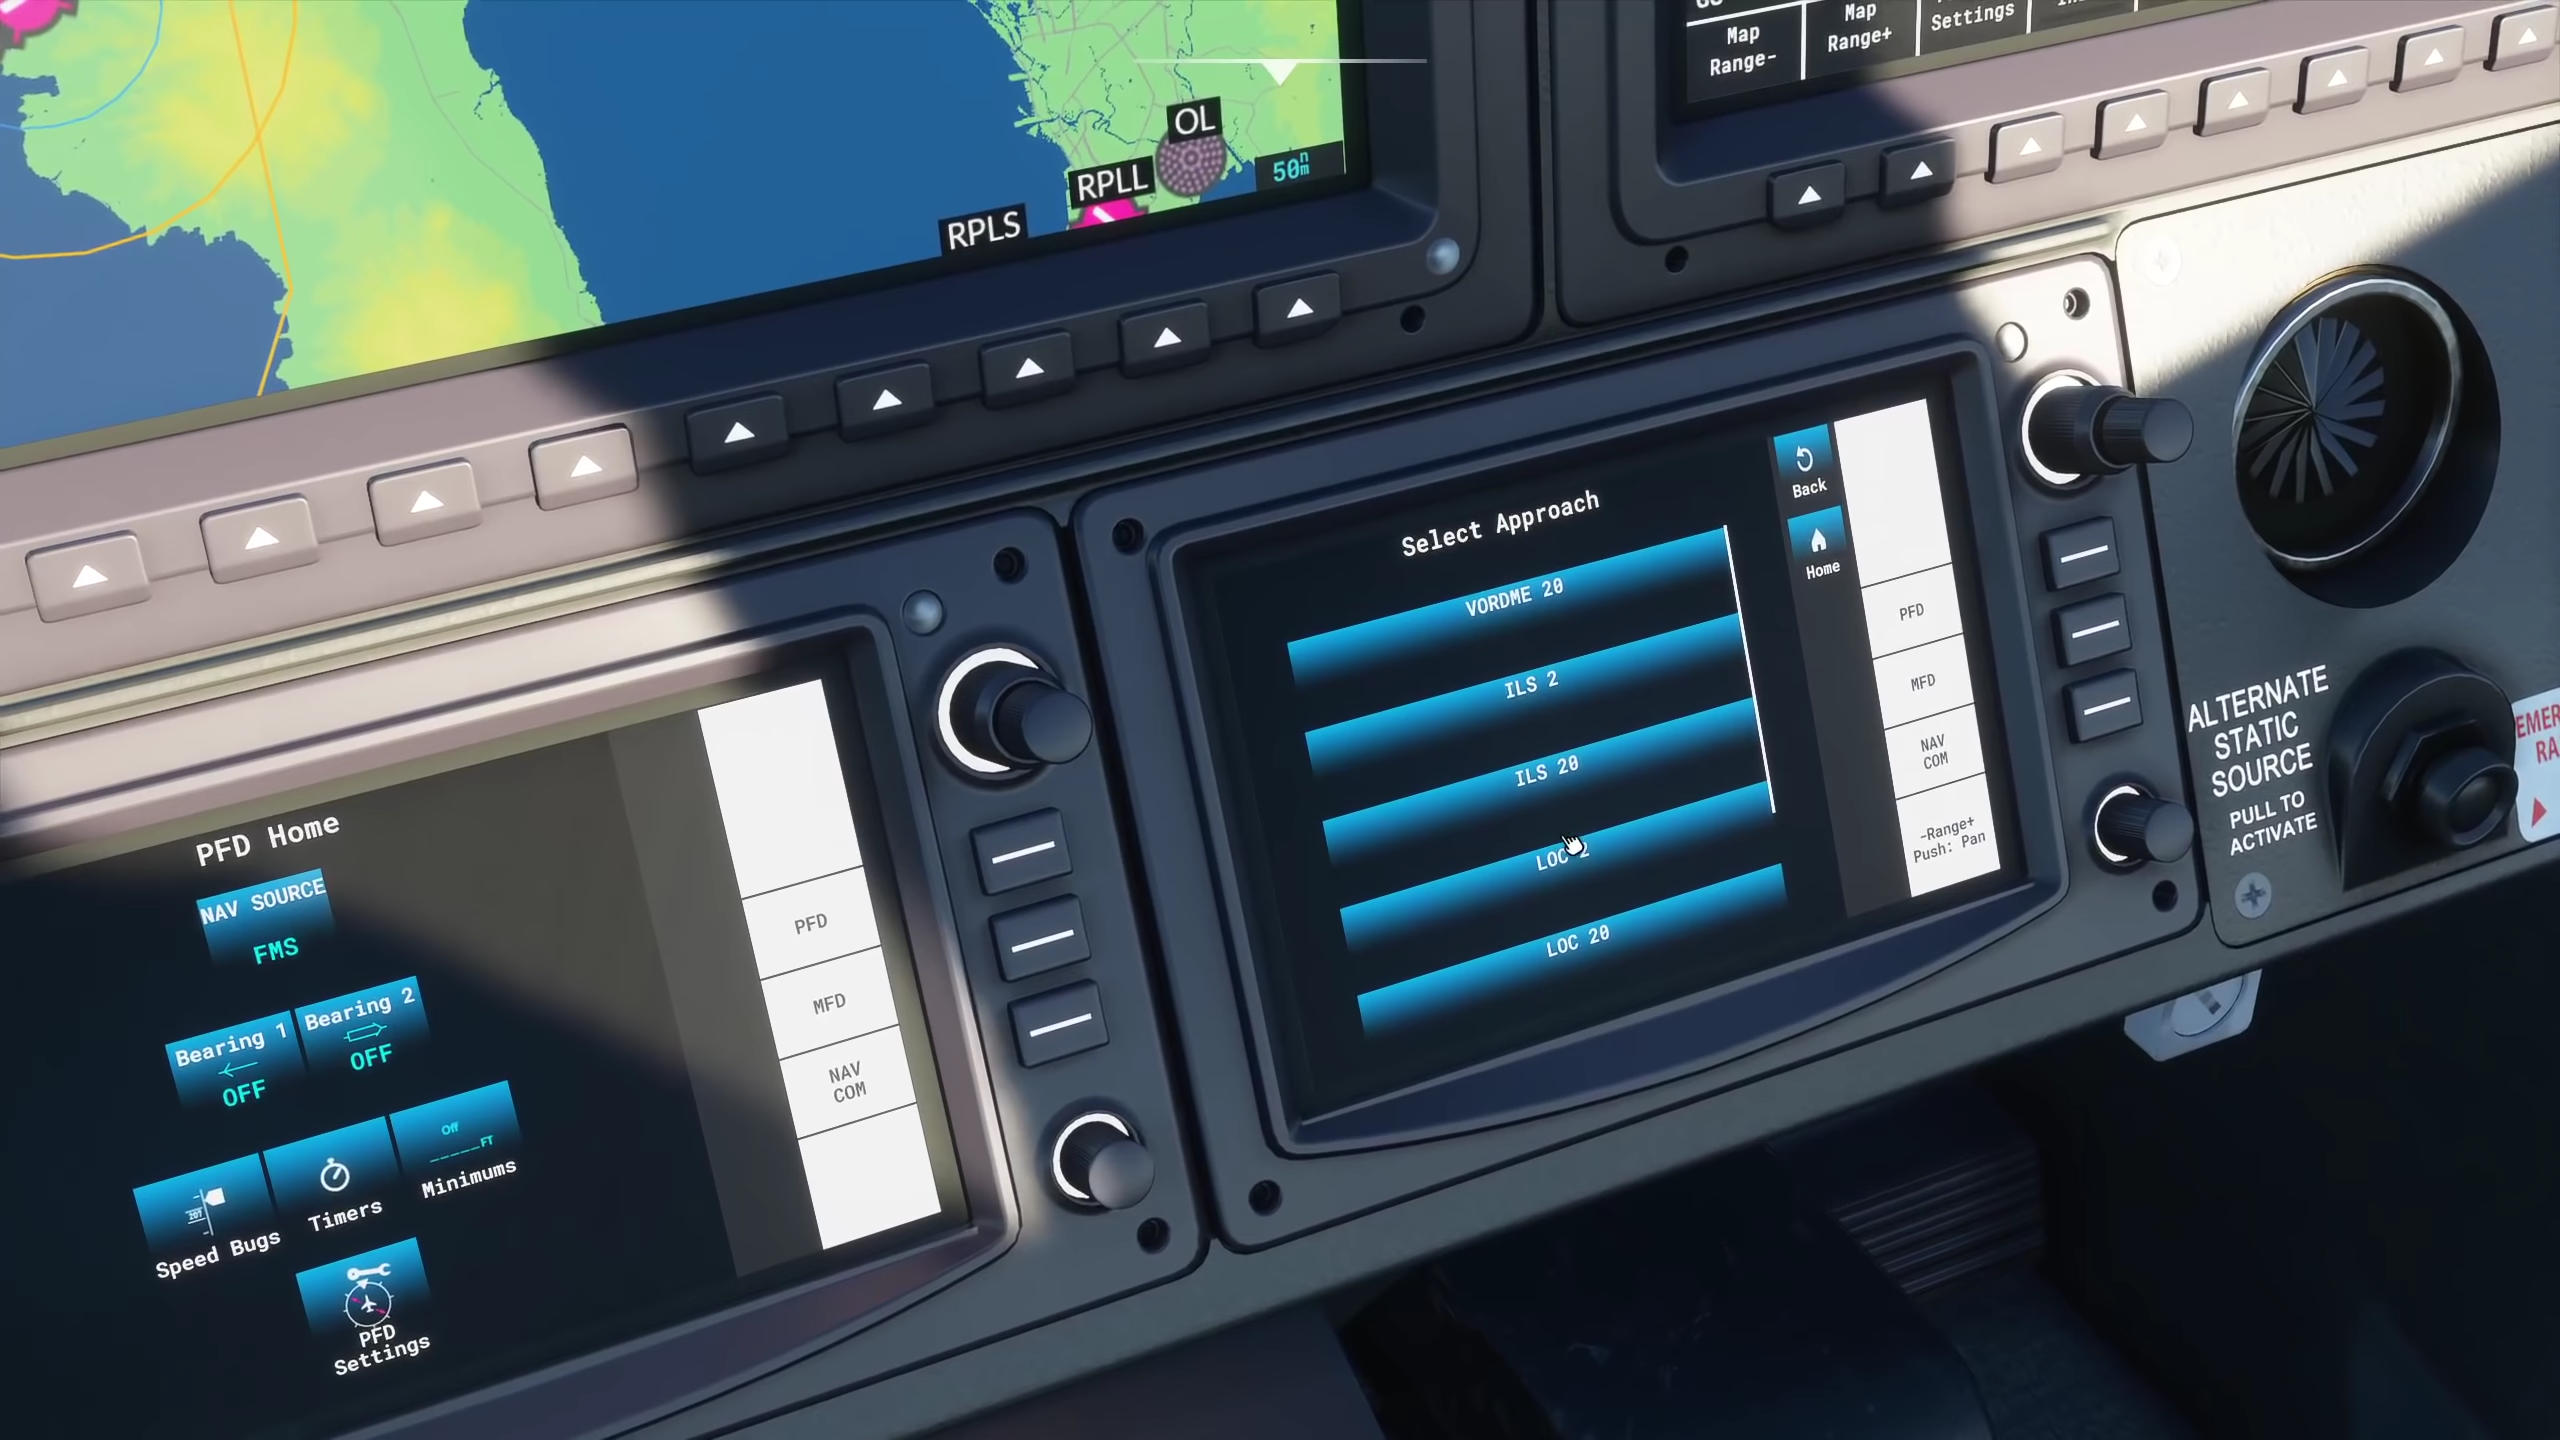 Map
Range-
Map
Range+
Settings
OL
RPLL
50nm
RPLS
Select Approach
VORDME 20
ILS 2
ILS 20
LOC 2
LOC 20
Back
Home
PFD
MFD
NAV
COM
-Range+
Push: Pan
ALTERNATE
STATIC
SOURCE
PULL TO
ACTIVATE
PFD Home
NAV SOURCE
FMS
Bearing 1
OFF
Bearing 2
OFF
Speed Bugs
Timers
Off
_____FT
Minimums
PFD
Settings
PFD
MFD
NAV
COM